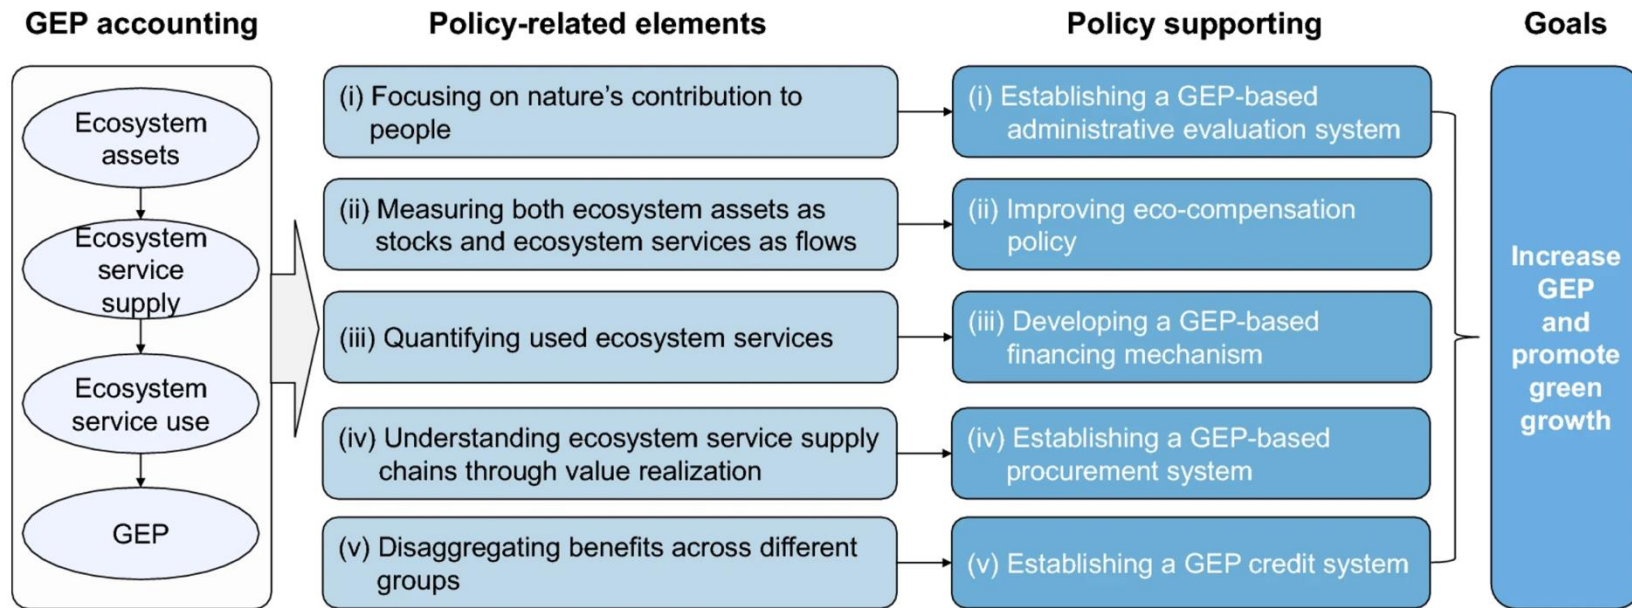 GEP accounting
Policy-related elements
Policy supporting
Goals
Ecosystem
assets
Ecosystem
service
supply
Ecosystem
service use
GEP
(i) Focusing on nature’s contribution to
people
(ii) Measuring both ecosystem assets as
stocks and ecosystem services as flows
(iii) Quantifying used ecosystem services
(iv) Understanding ecosystem service supply
chains through value realization
(v) Disaggregating benefits across different
groups
(i) Establishing a GEP-based
administrative evaluation system
(ii) Improving eco-compensation
policy
(iii) Developing a GEP-based
financing mechanism
(iv) Establishing a GEP-based
procurement system
(v) Establishing a GEP credit system
Increase
GEP
and
promote
green
growth